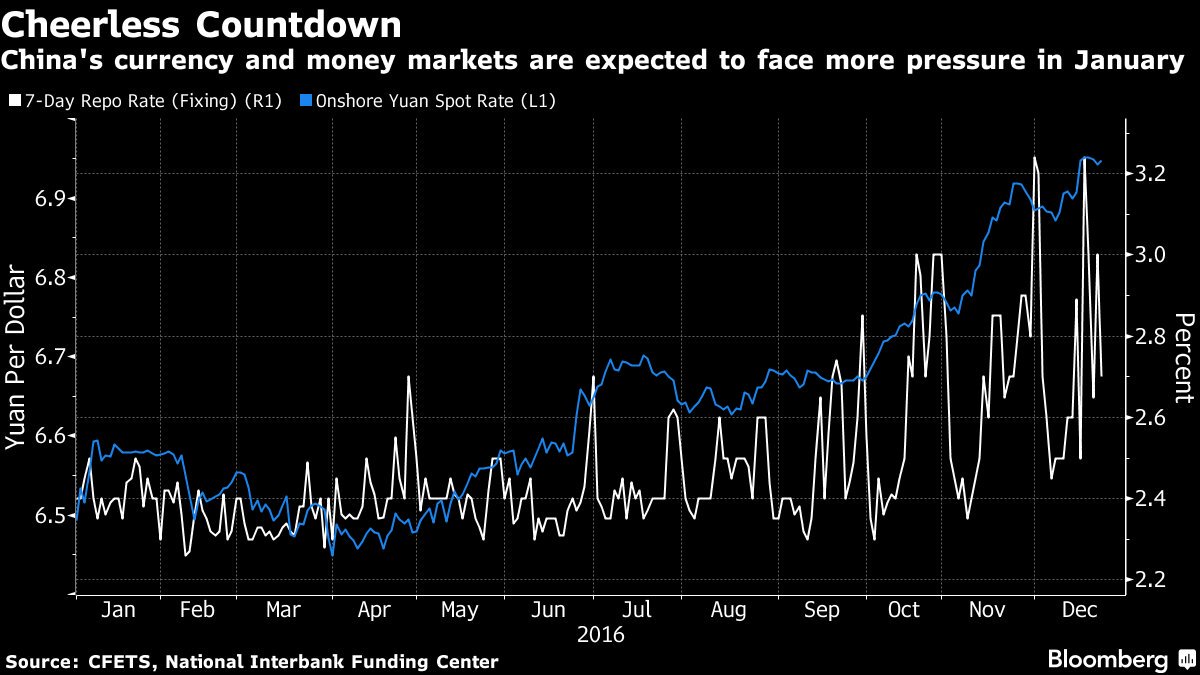 Cheerless Countdown
China's currency and money markets are expected to face more pressure in January
7-Day Repo Rate (Fixing) (R1) Onshore Yuan Spot Rate (L1)
Yuan Per Dollar
6.9
6.8
6.7
6.6
6.5
3.2
3.0
2.8
2.6
2.4
2.2
Percent
Jan Feb Mar Apr May Jun Jul Aug Sep Oct Nov Dec
2016
Source: CFETS, National Interbank Funding Center
Bloomberg